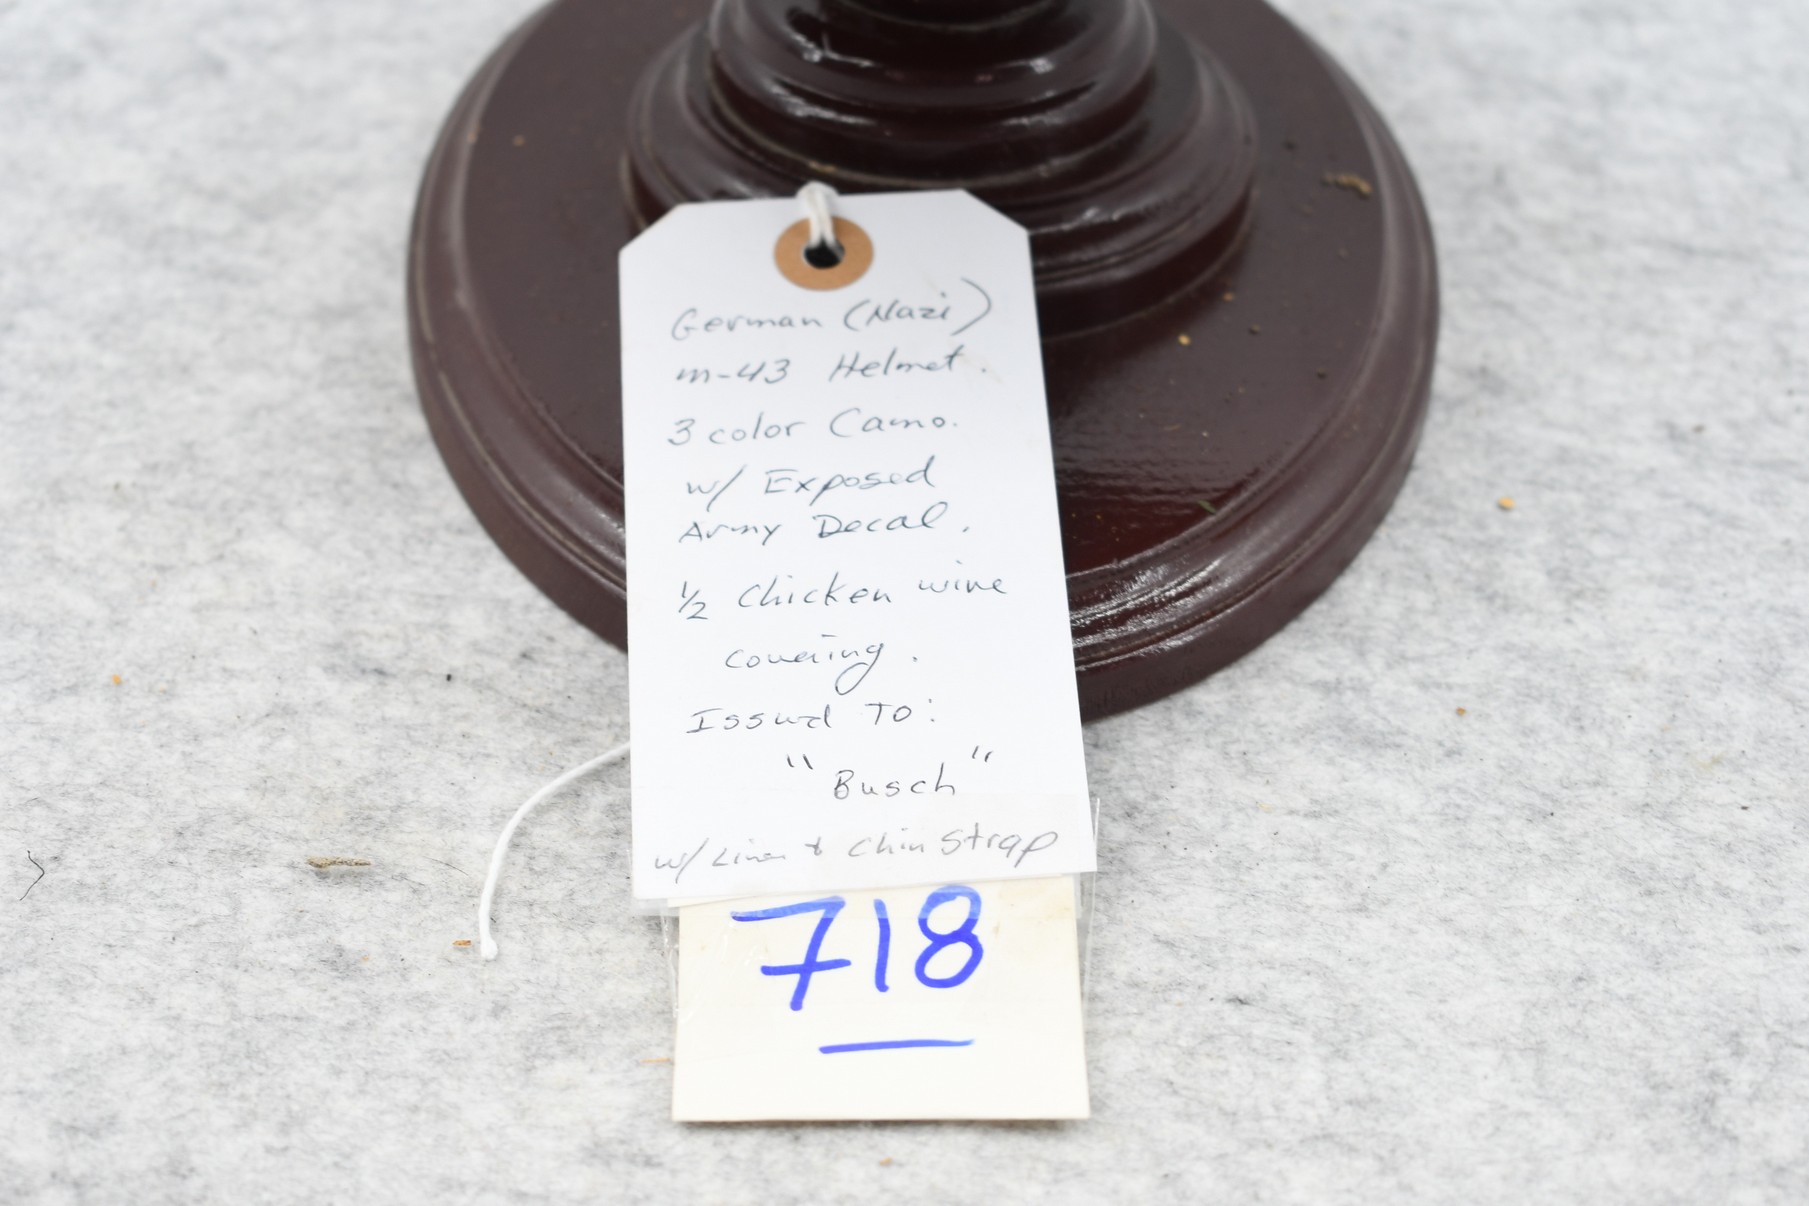 German (Nazi)
m-43 Helmet.
3 color Camo.
w/ Exposed
Army Decal.
1/2 Chicken wire
covering.
Issued To:
"Busch"
w/ Liner & Chin Strap
718